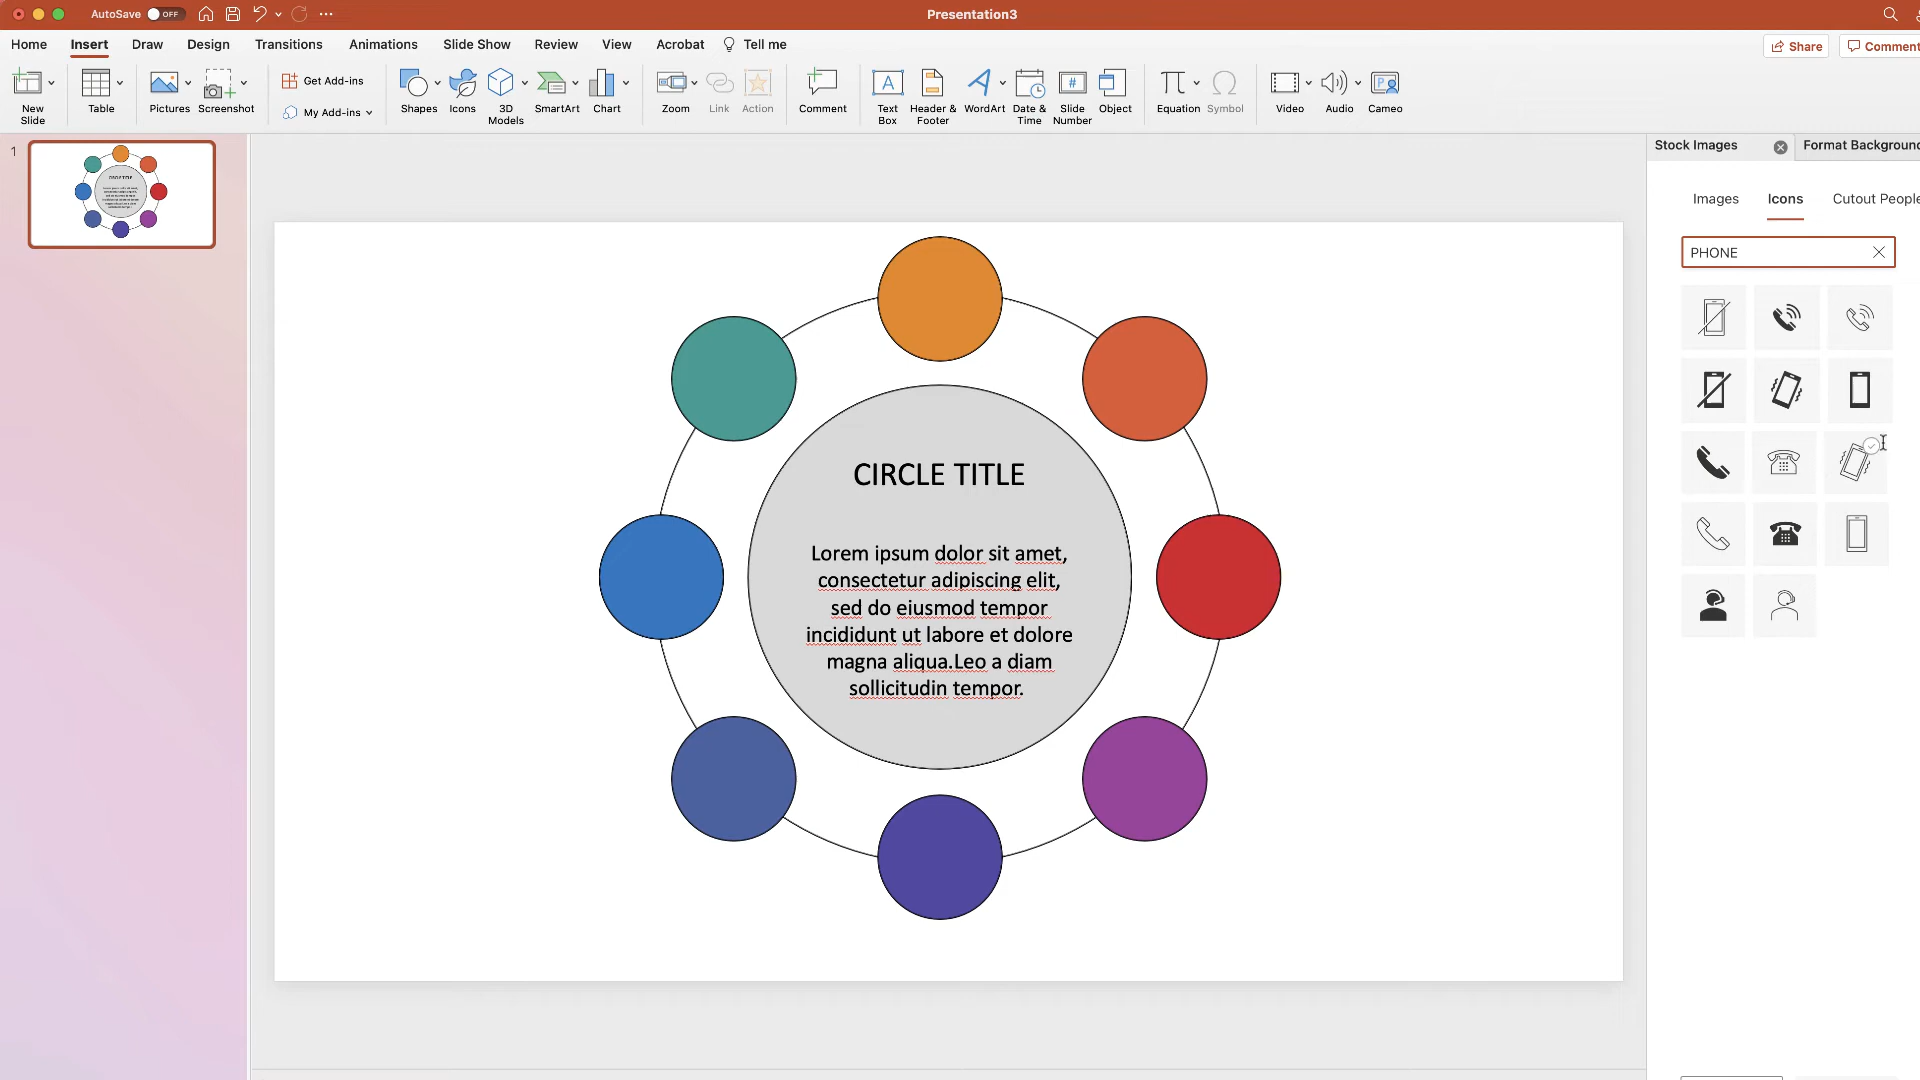 AutoSave OFF
Presentation3
Home Insert Draw Design Transitions Animations Slide Show Review View Acrobat Tell me
Share Comment
New Slide
Table
Pictures
Screenshot
Get Add-ins
My Add-ins
Shapes
Icons
3D Models
SmartArt
Chart
Zoom
Link
Action
Comment
Text Box
Header & Footer
WordArt
Date & Time
Slide Number
Object
Equation
Symbol
Video
Audio
Cameo
1
Stock Images Format Background
Images Icons Cutout People
PHONE
CIRCLE TITLE
Lorem ipsum dolor sit amet,
consectetur adipiscing elit,
sed do eiusmod tempor
incididunt ut labore et dolore
magna aliqua.Leo a diam
sollicitudin tempor.